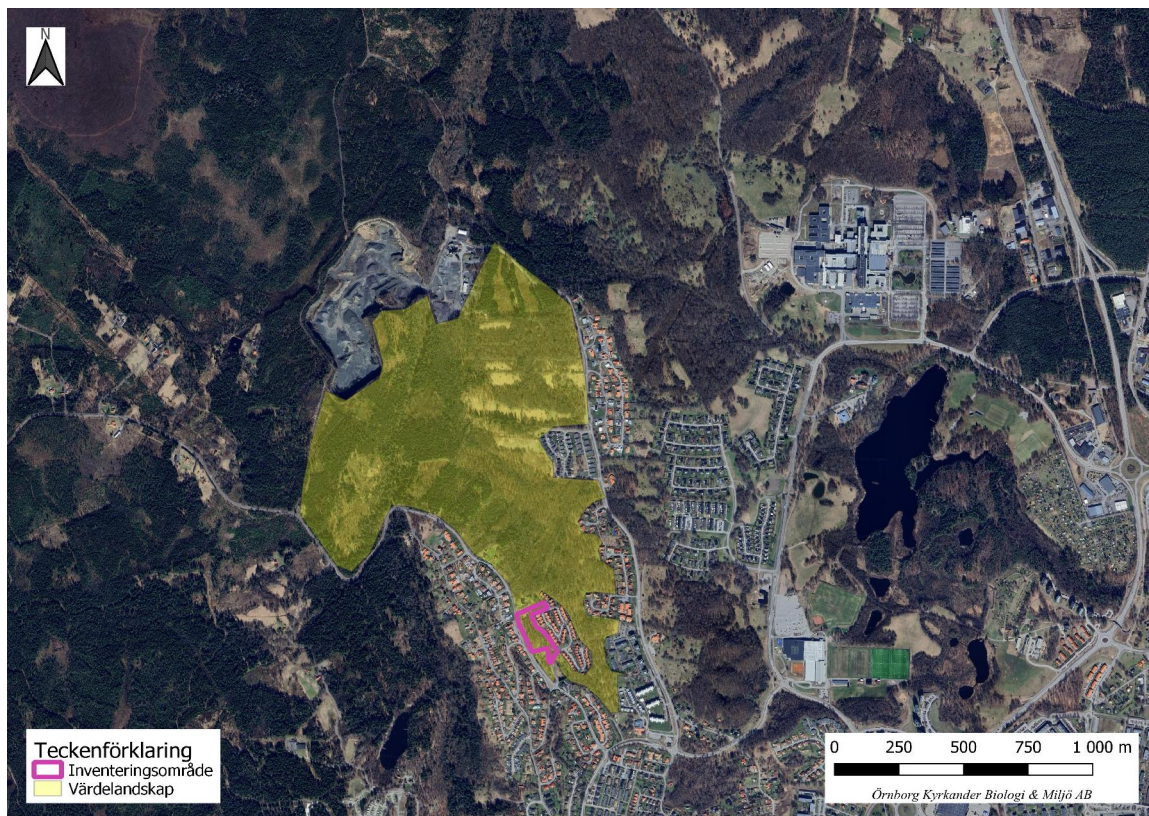 N
Teckenförklaring
Inventeringsområde
Värdelandskap
0 250 500 750 1 000 m
Örnborg Kyrkander Biologi & Miljö AB